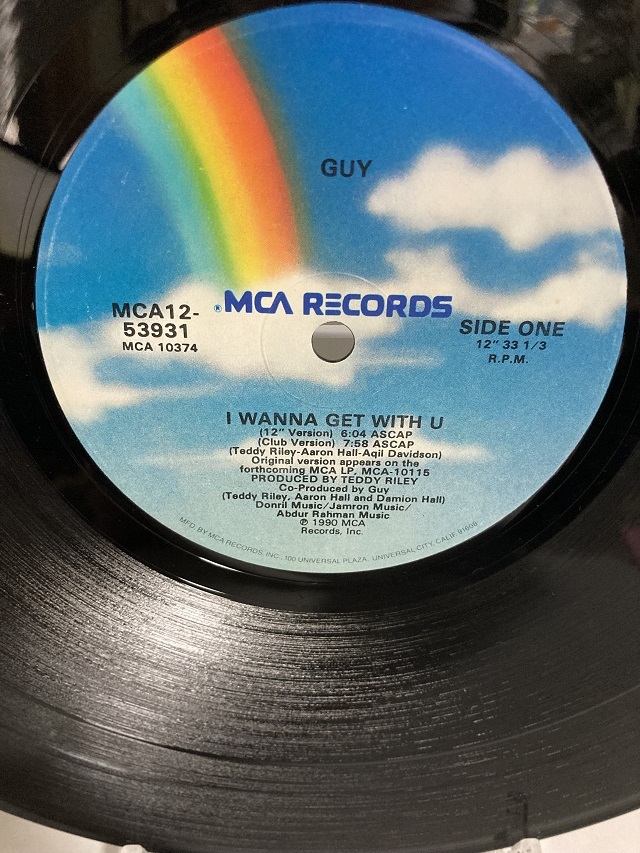 GUY
MCA12-
53931
MCA 10374
® MCA RECORDS
SIDE ONE
12" 33 1/3
R.P.M.
I WANNA GET WITH U
(12" Version) 6:04 ASCAP
(Club Version) 7:58 ASCAP
(Teddy Riley-Aaron Hall-Aqil Davidson)
Original version appears on the
forthcoming MCA LP, MCA-10115
PRODUCED BY TEDDY RILEY
Co-Produced by Guy
(Teddy Riley, Aaron Hall and Damion Hall)
Donril Music/Jamron Music/
Abdur Rahman Music
℗ 1990 MCA
Records, Inc.
MFD. BY MCA RECORDS, INC., 100 UNIVERSAL PLAZA, UNIVERSAL CITY, CALIF. 91608